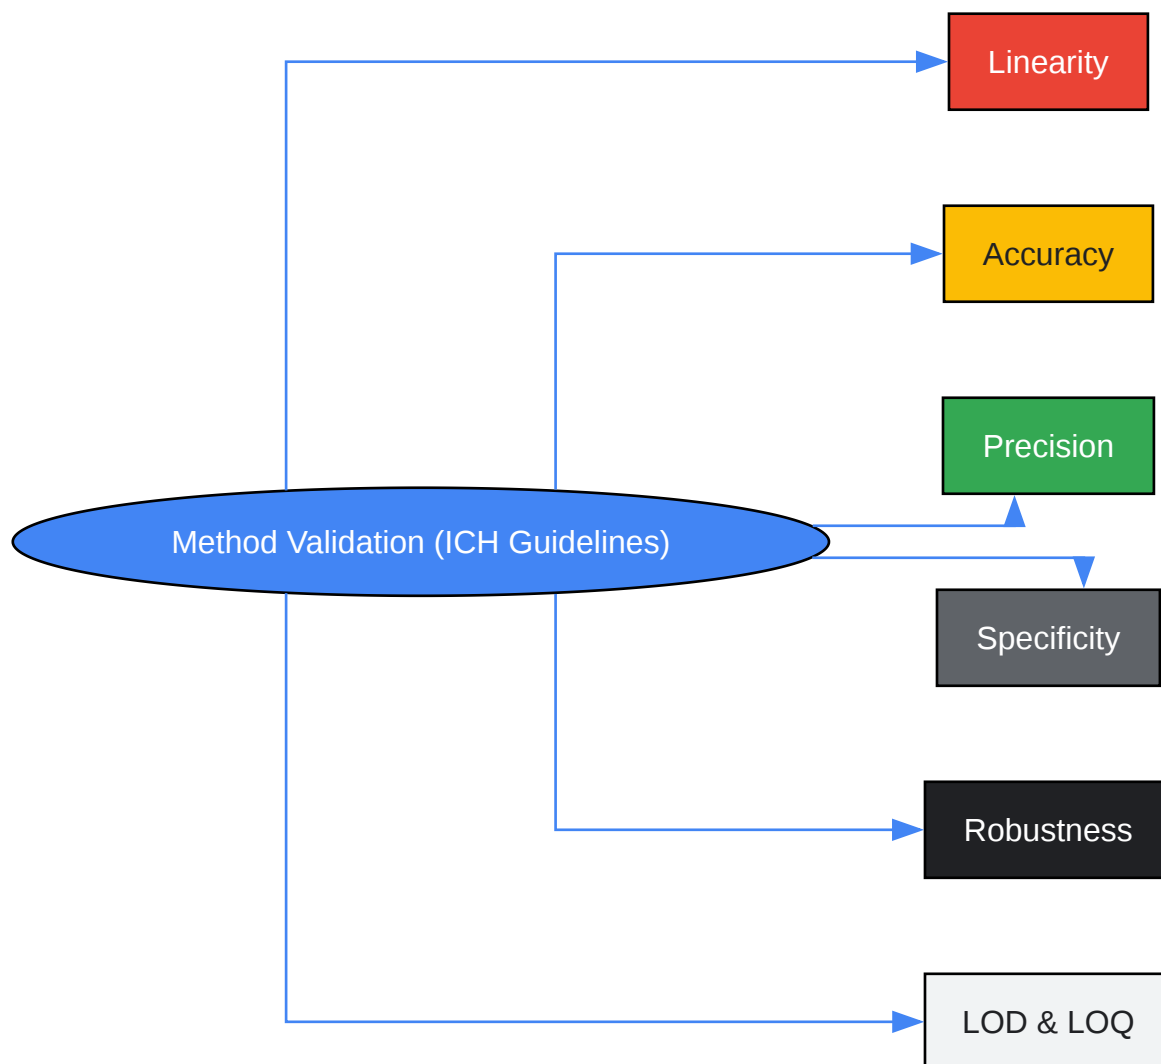 Linearity
Accuracy
Precision
Method Validation (ICH Guidelines)
Specificity
Robustness
LOD & LOQ